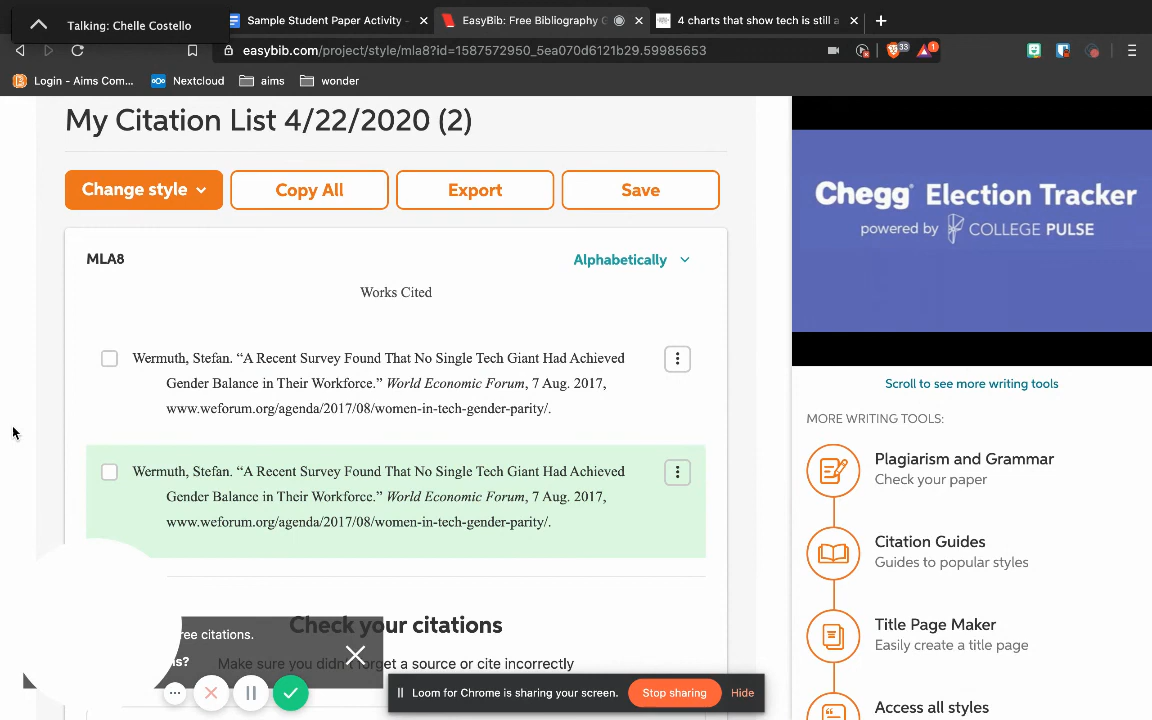 Talking: Chelle Costello
Sample Student Paper Activity -
EasyBib: Free Bibliography G
4 charts that show tech is still a
easybib.com/project/style/mla8?id=1587572950_5ea070d6121b29.59985653
33
1
Login - Aims Com...
Nextcloud
aims
wonder
My Citation List 4/22/2020 (2)
Change style
Copy All
Export
Save
MLA8
Alphabetically
Works Cited
Wermuth, Stefan. “A Recent Survey Found That No Single Tech Giant Had Achieved
Gender Balance in Their Workforce.” World Economic Forum, 7 Aug. 2017,
www.weforum.org/agenda/2017/08/women-in-tech-gender-parity/.
Wermuth, Stefan. “A Recent Survey Found That No Single Tech Giant Had Achieved
Gender Balance in Their Workforce.” World Economic Forum, 7 Aug. 2017,
www.weforum.org/agenda/2017/08/women-in-tech-gender-parity/.
Check your citations
Make sure you didn't forget a source or cite incorrectly
ree citations.
ns?
Loom for Chrome is sharing your screen.
Stop sharing
Hide
Chegg Election Tracker
powered by COLLEGE PULSE
Scroll to see more writing tools
MORE WRITING TOOLS:
Plagiarism and Grammar
Check your paper
Citation Guides
Guides to popular styles
Title Page Maker
Easily create a title page
Access all styles